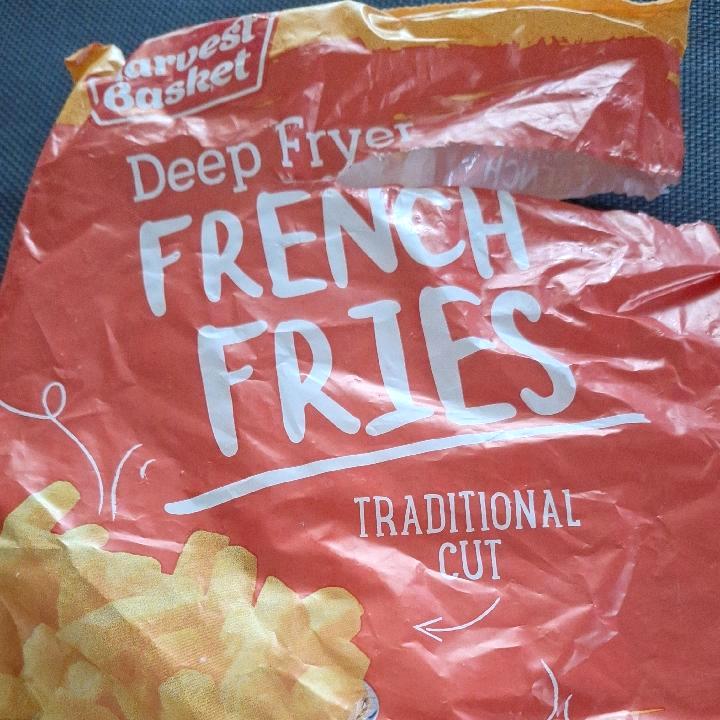 Harvest
Basket
Deep Fryer
FRENCH
FRIES
TRADITIONAL
CUT